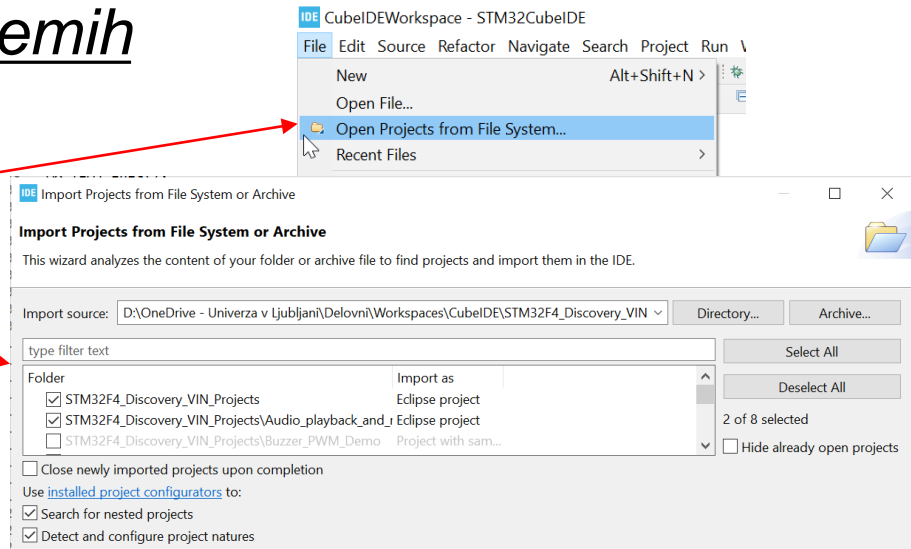 emih
IDE CubeIDEWorkspace - STM32CubeIDE
File Edit Source Refactor Navigate Search Project Run
New Alt+Shift+N >
Open File...
Open Projects from File System...
Recent Files >
IDE Import Projects from File System or Archive
Import Projects from File System or Archive
This wizard analyzes the content of your folder or archive file to find projects and import them in the IDE.
Import source: D:\OneDrive - Univerza v Ljubljani\Delovni\Workspaces\CubeIDE\STM32F4_Discovery_VIN Directory... Archive...
type filter text Select All
Folder Import as
Deselect All
STM32F4_Discovery_VIN_Projects Eclipse project
STM32F4_Discovery_VIN_Projects\Audio_playback_and_r Eclipse project 2 of 8 selected
STM32F4_Discovery_VIN_Projects\Buzzer_PWM_Demo Project with sam... Hide already open projects
Close newly imported projects upon completion
Use installed project configurators to:
Search for nested projects
Detect and configure project natures